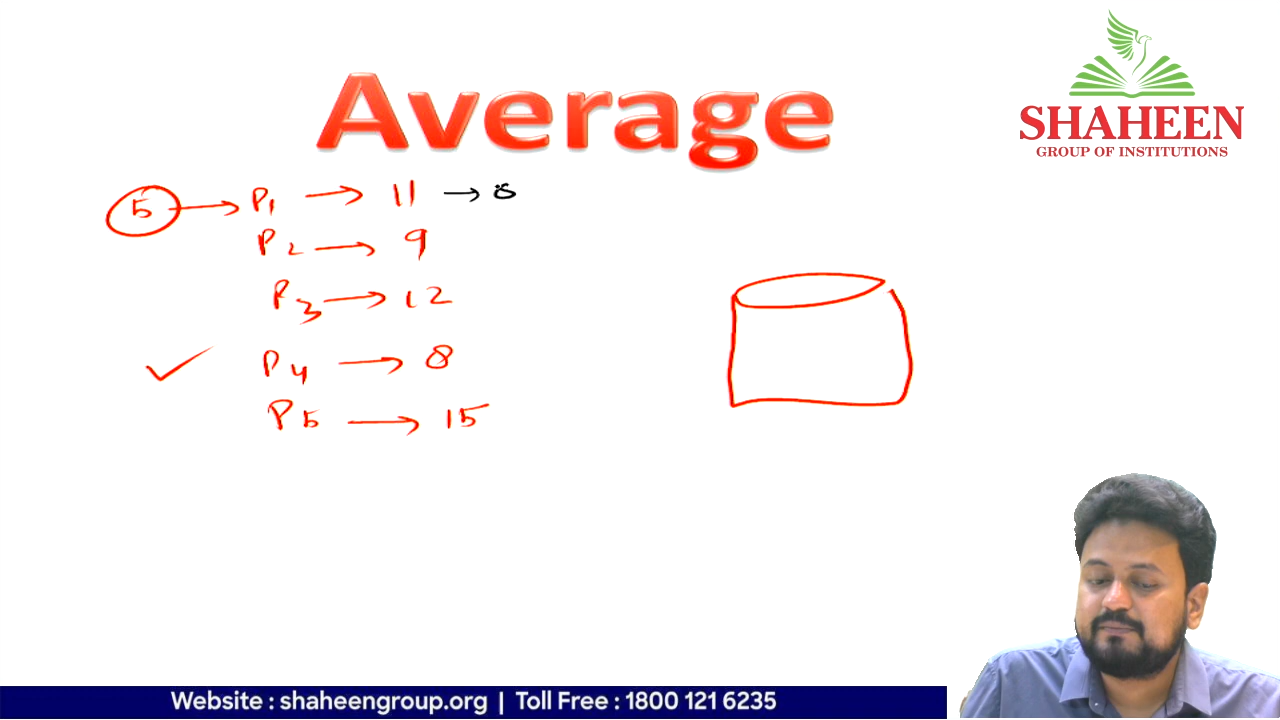 Average
SHAHEEN
GROUP OF INSTITUTIONS
5 → P1 → 11 → 8
P2 → 9
P3 → 12
✓ P4 → 8
P5 → 15
Website : shaheengroup.org | Toll Free : 1800 121 6235